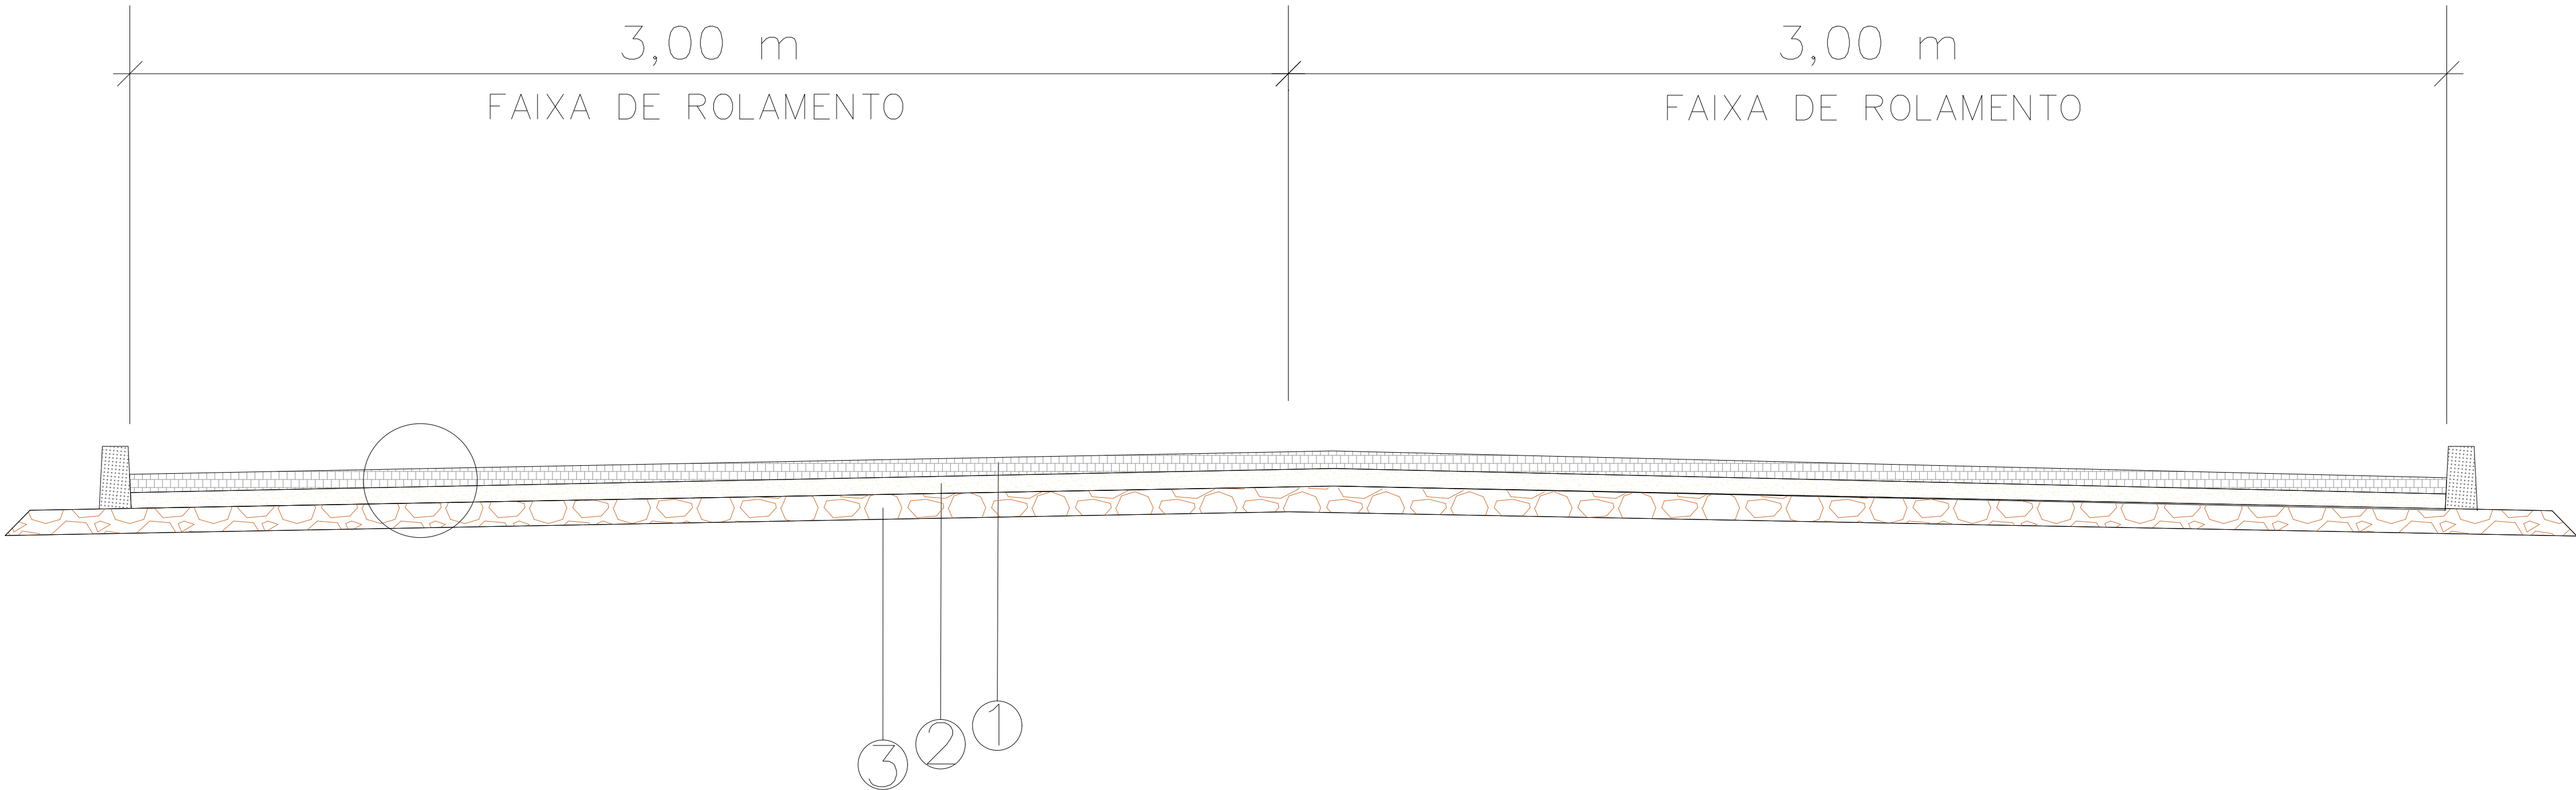 3,00 m
3,00 m
FAIXA DE ROLAMENTO
FAIXA DE ROLAMENTO
1
2
3